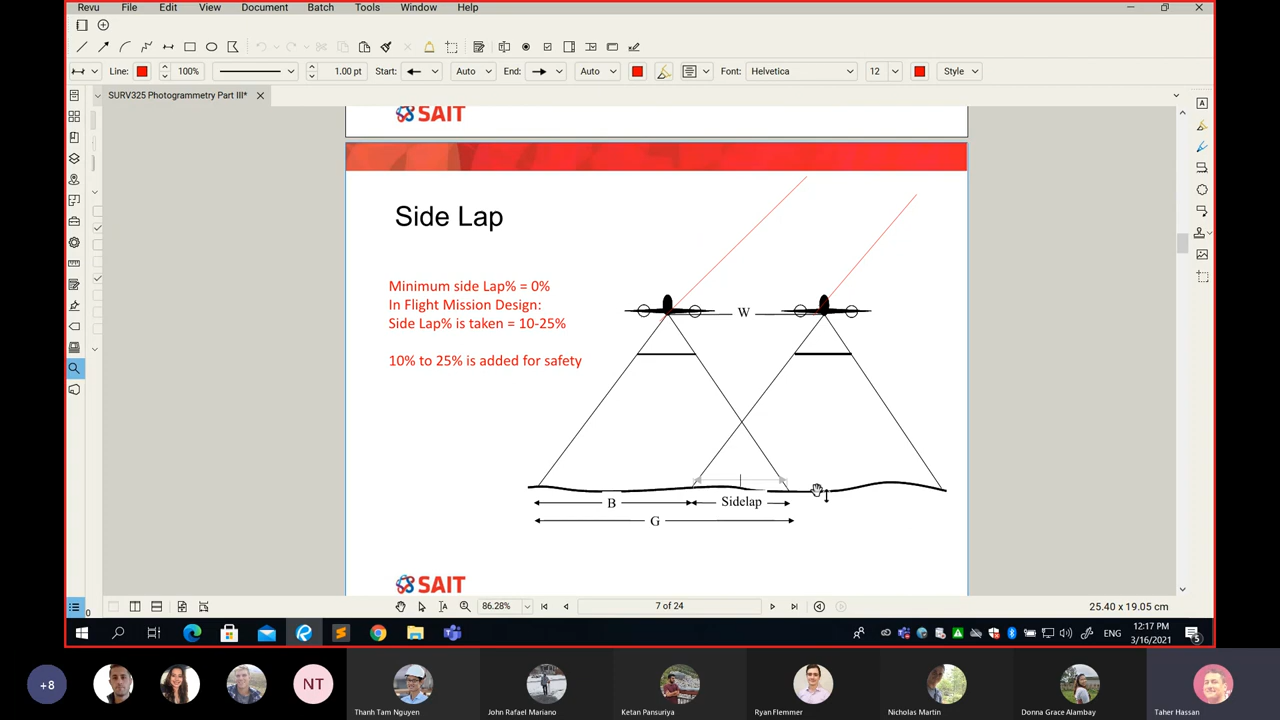 Revu File Edit View Document Batch Tools Window Help
Line: 100% 1.00 pt Start: Auto End: Auto Font: Helvetica 12 Style
SURV325 Photogrammetry Part III*
SAIT
Side Lap
Minimum side Lap% = 0%
In Flight Mission Design:
Side Lap% is taken = 10-25%
10% to 25% is added for safety
W
B
Sidelap
G
SAIT
0 86.28% 7 of 24 25.40 x 19.05 cm
ENG 12:17 PM
3/16/2021
5
+8 NT Thanh Tam Nguyen John Rafael Mariano Ketan Pansuriya Ryan Flemmer Nicholas Martin Donna Grace Alambay Taher Hassan